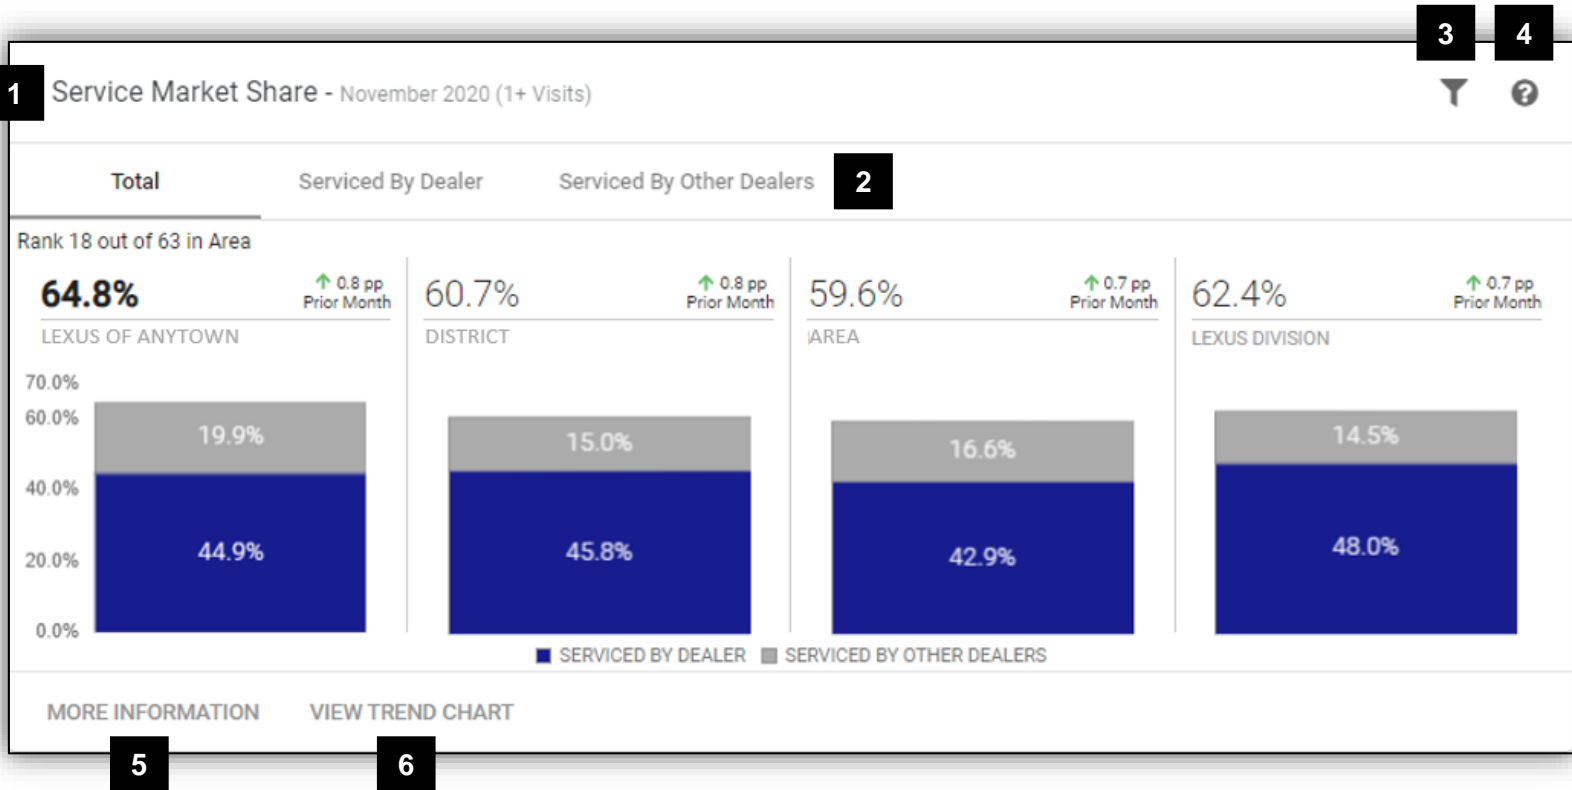 3 4
1 Service Market Share - November 2020 (1+ Visits)
Total Serviced By Dealer Serviced By Other Dealers 2
Rank 18 out of 63 in Area
64.8% ↑ 0.8 pp Prior Month
LEXUS OF ANYTOWN
60.7% ↑ 0.8 pp Prior Month
DISTRICT
59.6% ↑ 0.7 pp Prior Month
AREA
62.4% ↑ 0.7 pp Prior Month
LEXUS DIVISION
70.0%
60.0%
40.0%
20.0%
0.0%
19.9%
44.9%
15.0%
45.8%
16.6%
42.9%
14.5%
48.0%
SERVICED BY DEALER SERVICED BY OTHER DEALERS
MORE INFORMATION VIEW TREND CHART
5 6